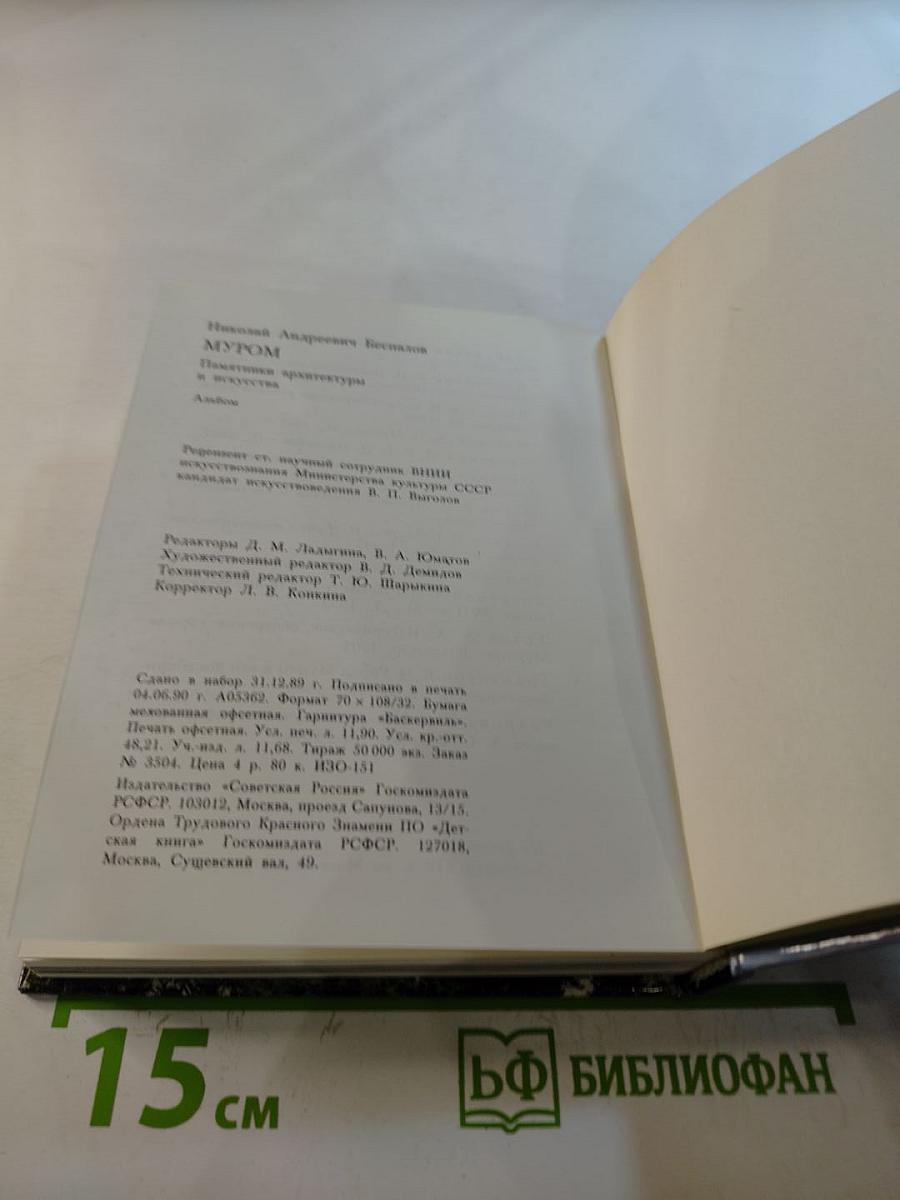 Николай Андреевич Беспалов
МУРОМ
Памятники архитектуры
и искусства
Альбом
Рецензент ст. научный сотрудник ВНИИ
искусствознания Министерства культуры СССР
кандидат искусствоведения В. П. Выголов
Редакторы Д. М. Ладыгина, В. А. Юматов
Художественный редактор В. Д. Демидов
Технический редактор Т. Ю. Шарыкина
Корректор Л. В. Конкина
Сдано в набор 31.12.89 г. Подписано в печать
04.06.90 г. А05362. Формат 70 × 108/32. Бумага
мелованная офсетная. Гарнитура «Баскервиль».
Печать офсетная. Усл. печ. л. 11,90. Усл. кр.-отт.
48,21. Уч.-изд. л. 11,68. Тираж 50 000 экз. Заказ
№ 3504. Цена 4 р. 80 к. ИЗО-151
Издательство «Советская Россия» Госкомиздата
РСФСР. 103012, Москва, проезд Сапунова, 13/15.
Ордена Трудового Красного Знамени ПО «Дет-
ская книга» Госкомиздата РСФСР. 127018,
Москва, Сущевский вал, 49.
15 см
БФ БИБЛИОФАН